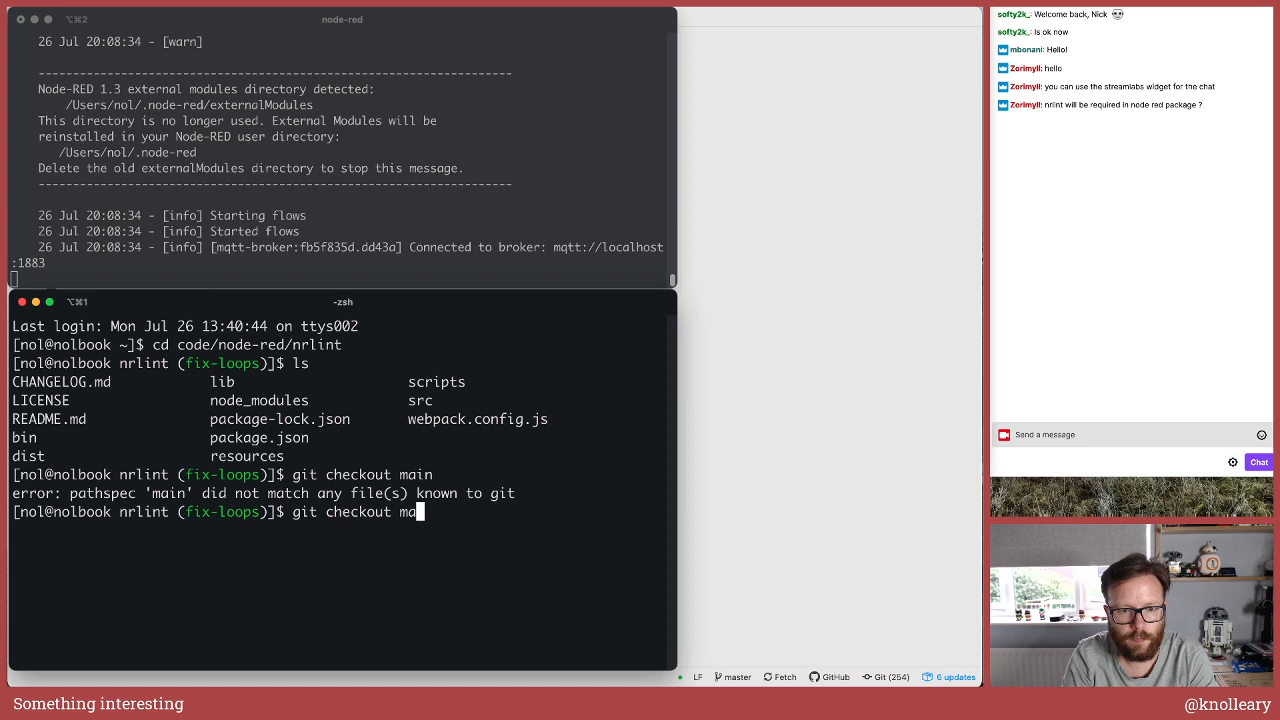 ⌥⌘2
node-red
26 Jul 20:08:34 - [warn]
---------------------------------------------------------------
Node-RED 1.3 external modules directory detected:
/Users/nol/.node-red/externalModules
This directory is no longer used. External Modules will be
reinstalled in your Node-RED user directory:
/Users/nol/.node-red
Delete the old externalModules directory to stop this message.
---------------------------------------------------------------
26 Jul 20:08:34 - [info] Starting flows
26 Jul 20:08:34 - [info] Started flows
26 Jul 20:08:34 - [info] [mqtt-broker:fb5f835d.dd43a] Connected to broker: mqtt://localhost
:1883
⌥⌘1
-zsh
Last login: Mon Jul 26 13:40:44 on ttys002
[nol@nolbook ~]$ cd code/node-red/nrlint
[nol@nolbook nrlint (fix-loops)]$ ls
CHANGELOG.md lib scripts
LICENSE node_modules src
README.md package-lock.json webpack.config.js
bin package.json
dist resources
[nol@nolbook nrlint (fix-loops)]$ git checkout main
error: pathspec 'main' did not match any file(s) known to git
[nol@nolbook nrlint (fix-loops)]$ git checkout ma
LF master Fetch GitHub Git (254) 6 updates
softy2k_: Welcome back, Nick
softy2k_: Is ok now
mbonani: Hello!
Zorimyll: hello
Zorimyll: you can use the streamlabs widget for the chat
Zorimyll: nrlint will be required in node red package ?
Send a message
Chat
Something interesting
@knolleary